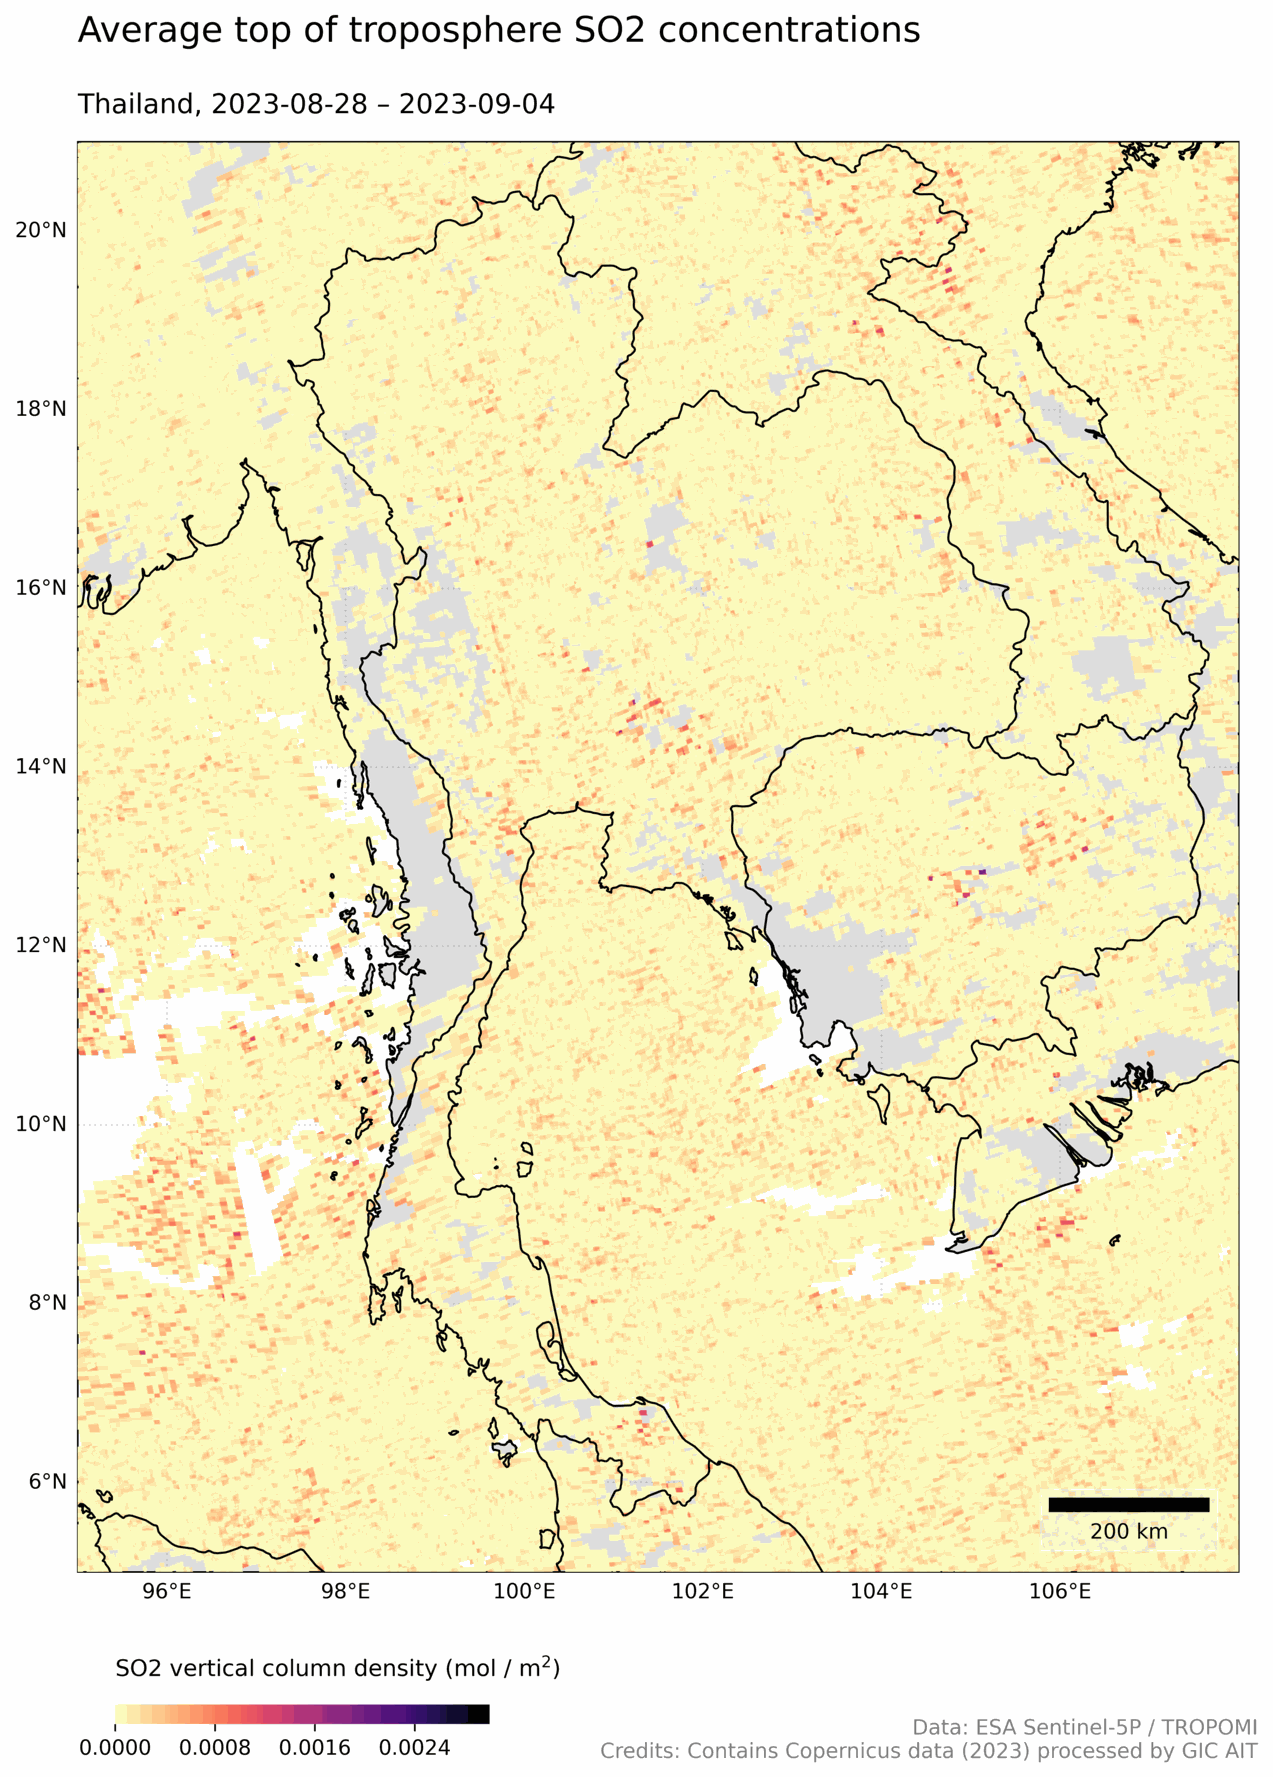 Average top of troposphere SO2 concentrations
Thailand, 2023-08-28 – 2023-09-04
20°N
18°N
16°N
14°N
12°N
10°N
8°N
6°N
200 km
96°E 98°E 100°E 102°E 104°E 106°E
SO2 vertical column density (mol / m²)
0.0000 0.0008 0.0016 0.0024
Data: ESA Sentinel-5P / TROPOMI
Credits: Contains Copernicus data (2023) processed by GIC AIT